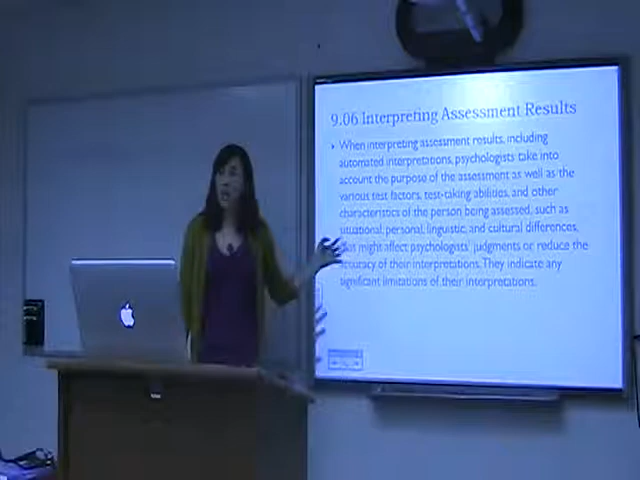 9.06 Interpreting Assessment Results
When interpreting assessment results, including
automated interpretations, psychologists take into
account the purpose of the assessment as well as the
various test factors, test-taking abilities, and other
characteristics of the person being assessed, such as
situational, personal, linguistic, and cultural differences,
that might affect psychologists' judgments or reduce the
accuracy of their interpretations. They indicate any
significant limitations of their interpretations.